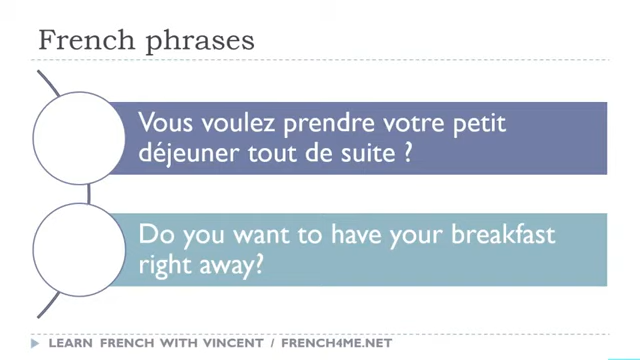 French phrases
Vous voulez prendre votre petit
déjeuner tout de suite ?
Do you want to have your breakfast
right away?
LEARN FRENCH WITH VINCENT / FRENCH4ME.NET